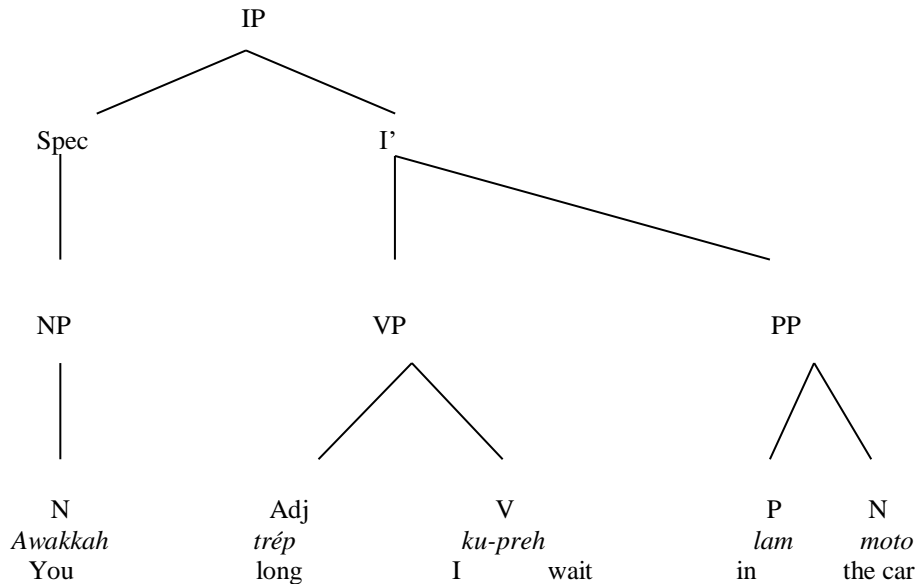 IP
Spec I’
NP VP PP
N Adj V P N
Awakkah trép ku-preh lam moto
You long I wait in the car